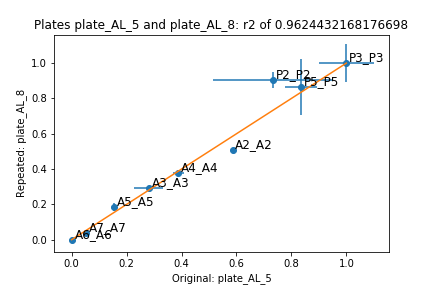 Plates plate_AL_5 and plate_AL_8: r2 of 0.9624432168176698
P3_P3
P2_P2
P5_P5
A2_A2
A4_A4
A3_A3
A5_A5
A7_A7
A6_A6
1.0
0.8
0.6
0.4
0.2
0.0
Repeated: plate_AL_8
0.0 0.2 0.4 0.6 0.8 1.0
Original: plate_AL_5